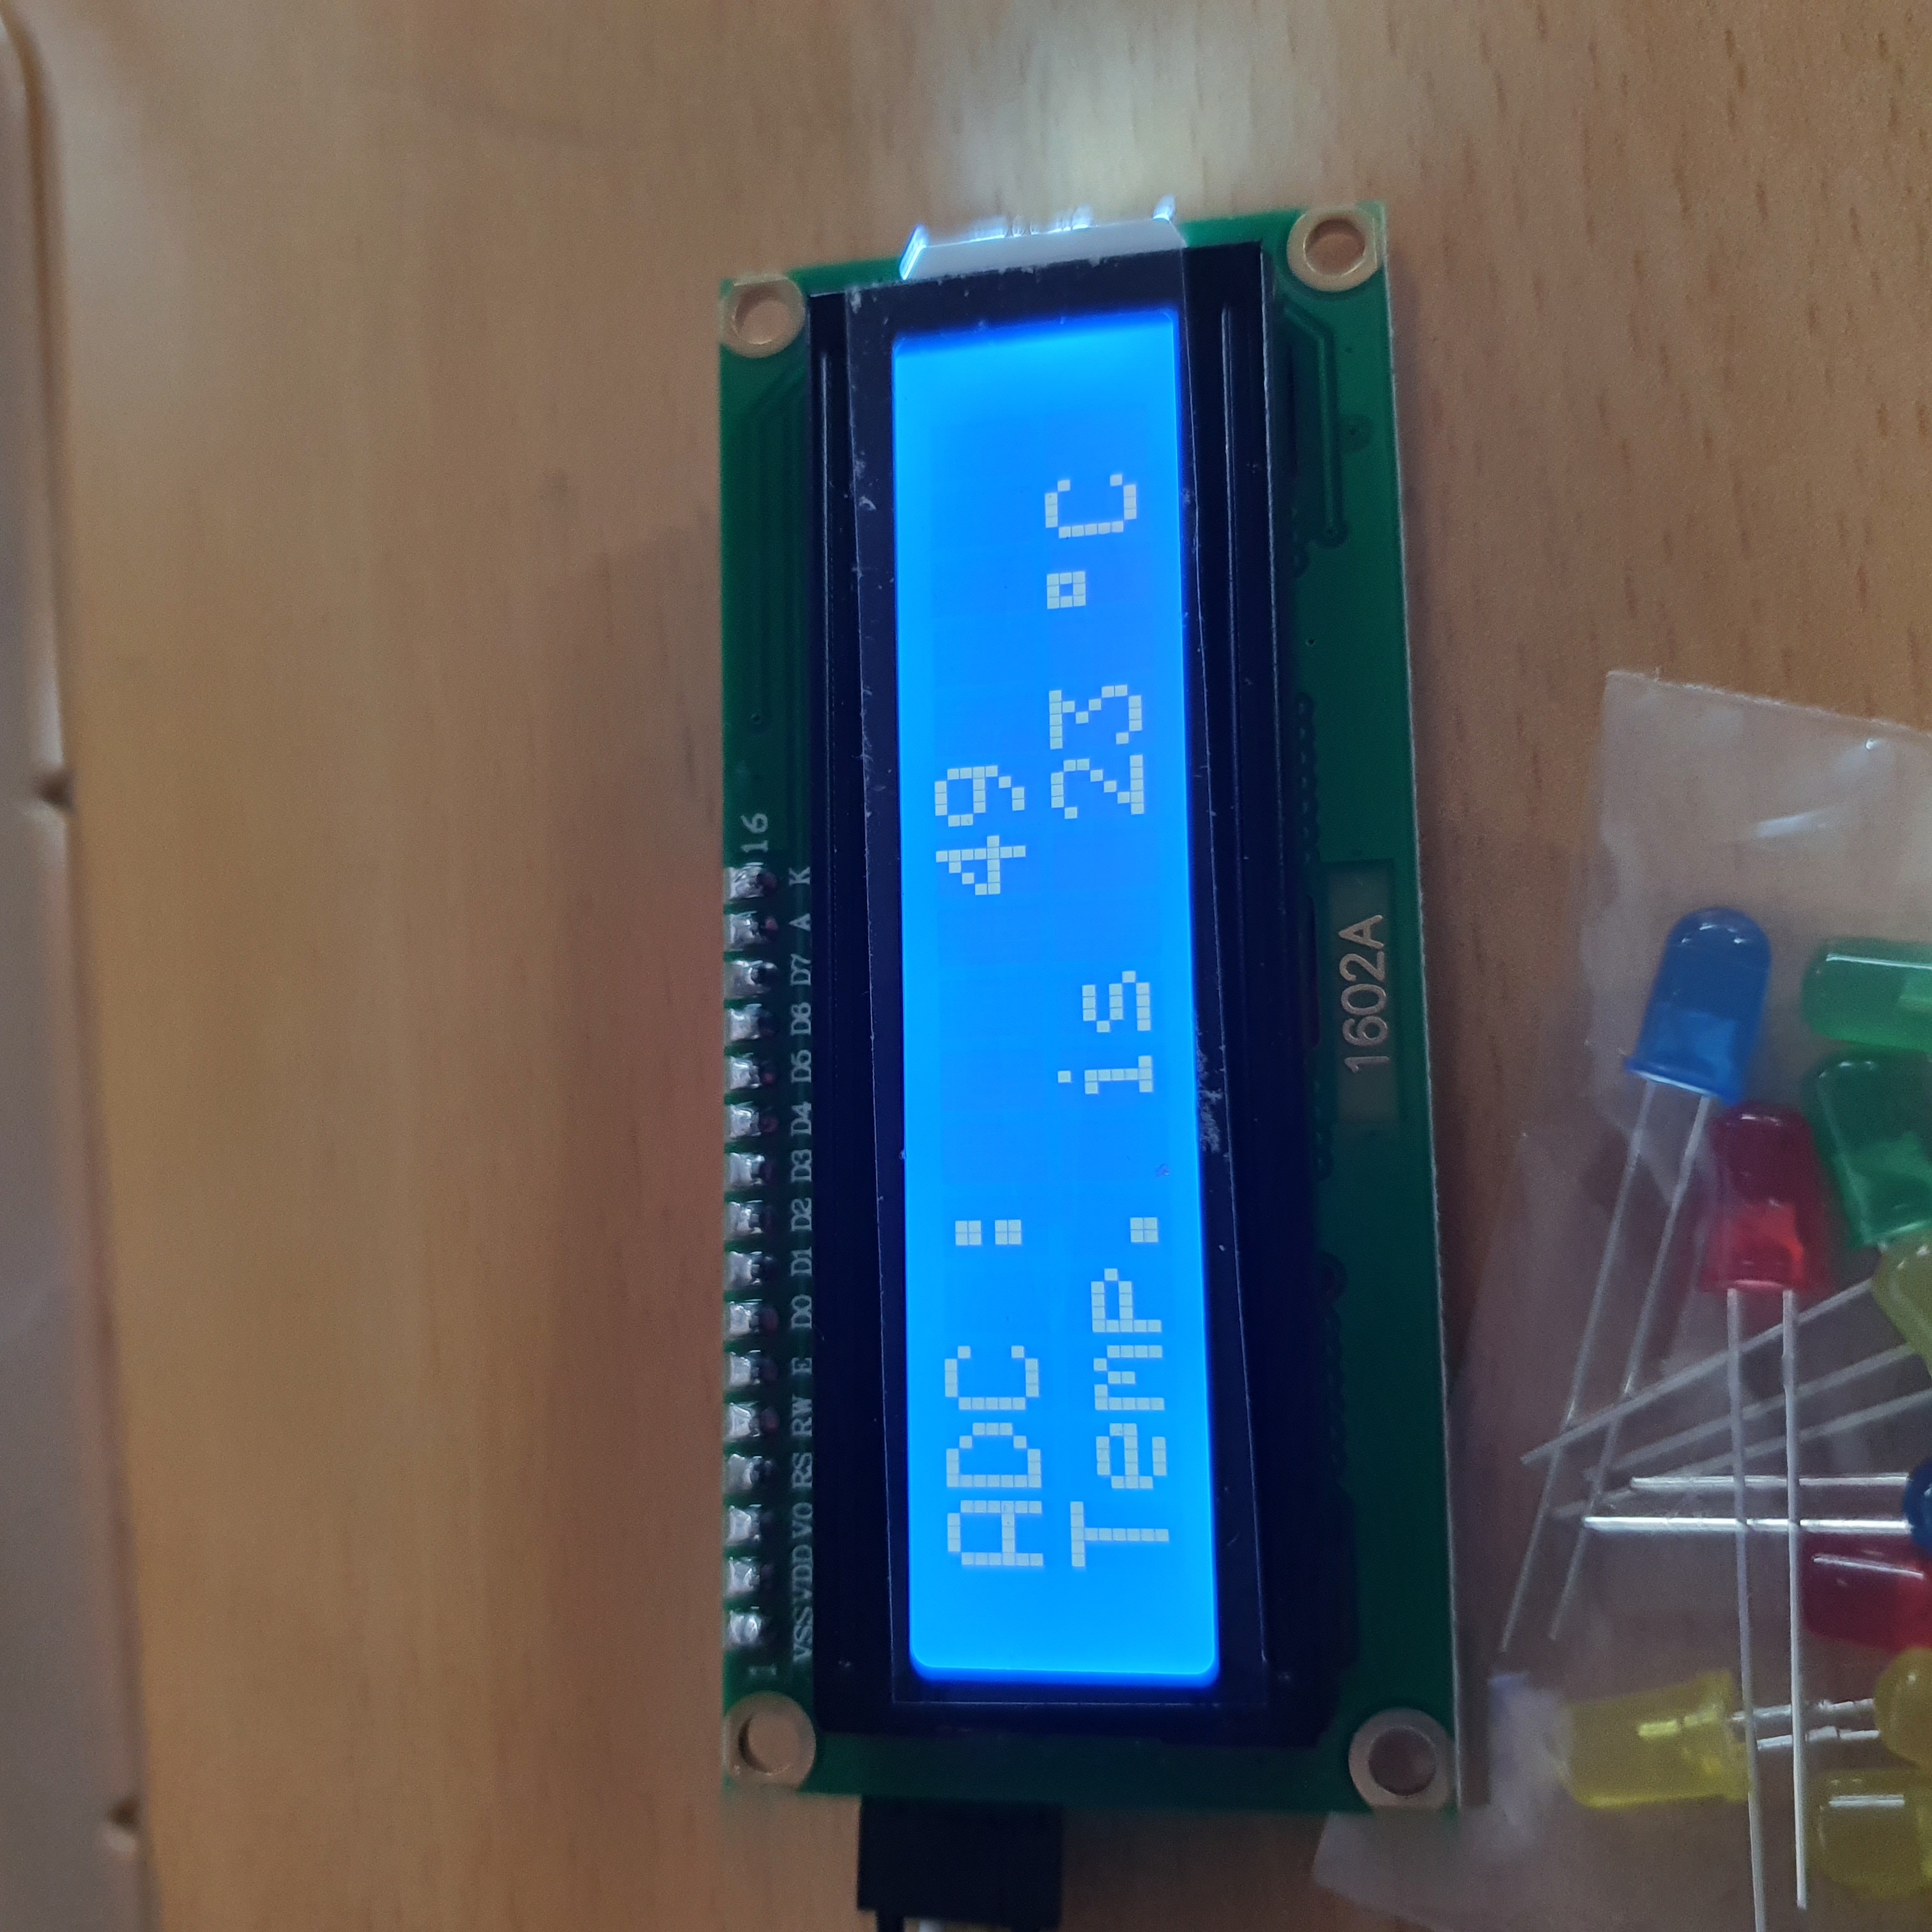 1 16
VSS VDD V0 RS RW E D0 D1 D2 D3 D4 D5 D6 D7 A K
ADC : 49
Temp. is 23 °C
1602A